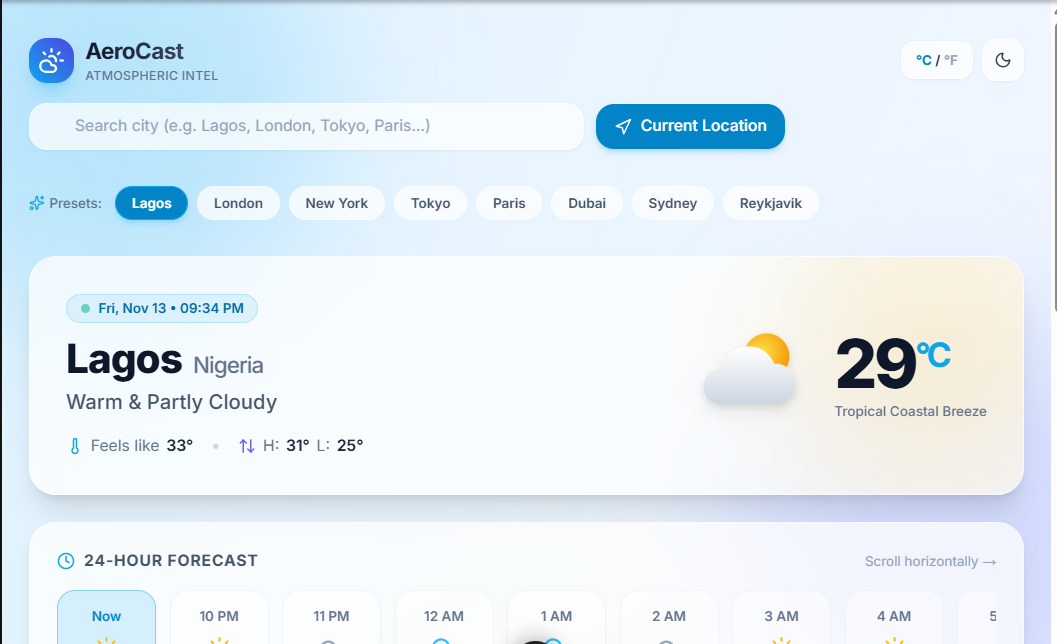 AeroCast
ATMOSPHERIC INTEL
°C / °F
Search city (e.g. Lagos, London, Tokyo, Paris...)
Current Location
Presets: Lagos London New York Tokyo Paris Dubai Sydney Reykjavik
Fri, Nov 13 • 09:34 PM
Lagos Nigeria
Warm & Partly Cloudy
Feels like 33° • H: 31° L: 25°
29°C
Tropical Coastal Breeze
24-HOUR FORECAST
Scroll horizontally →
Now 10 PM 11 PM 12 AM 1 AM 2 AM 3 AM 4 AM 5